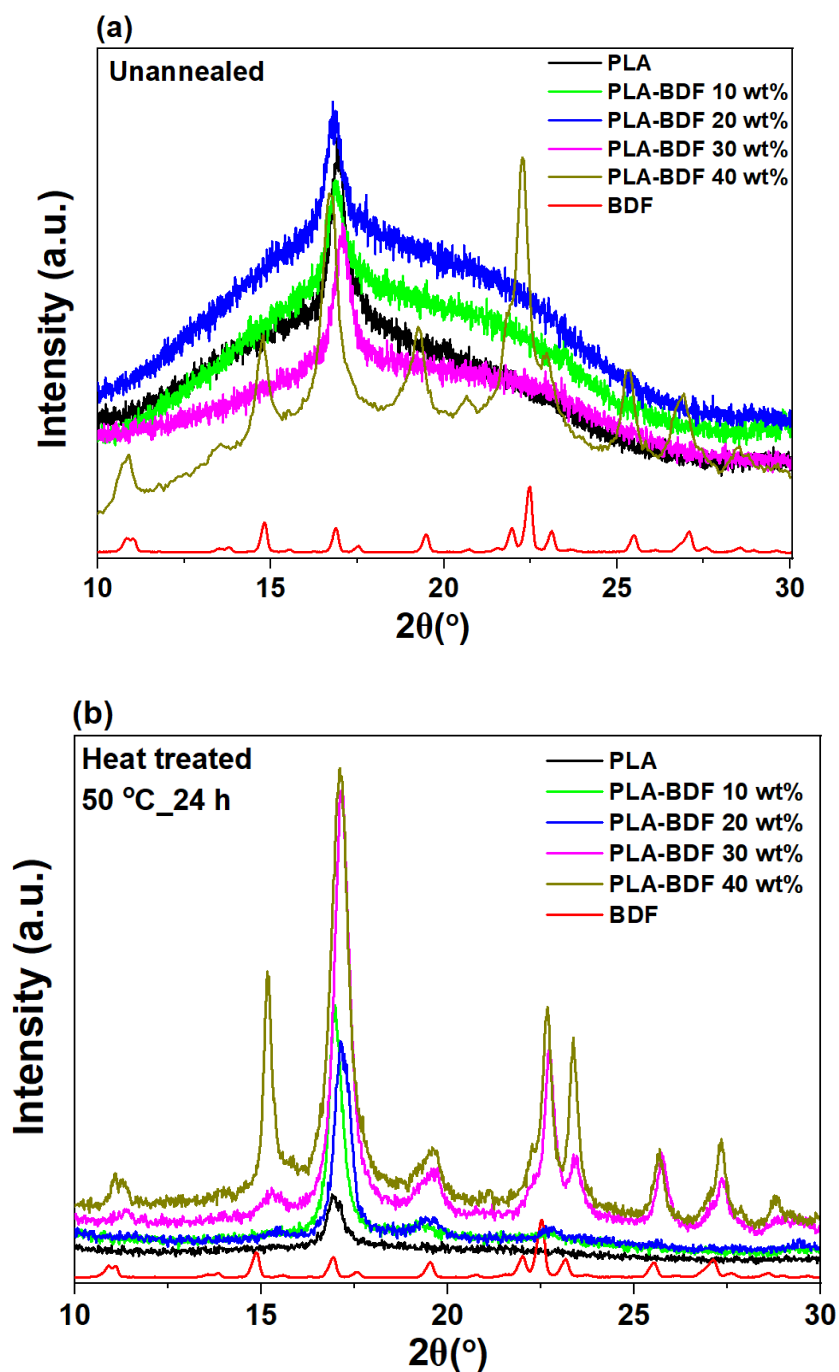 (a)
Unannealed
PLA
PLA-BDF 10 wt%
PLA-BDF 20 wt%
PLA-BDF 30 wt%
PLA-BDF 40 wt%
BDF
Intensity (a.u.)
10 15 20 25 30
2θ(°)
(b)
Heat treated
50 °C_24 h
PLA
PLA-BDF 10 wt%
PLA-BDF 20 wt%
PLA-BDF 30 wt%
PLA-BDF 40 wt%
BDF
Intensity (a.u.)
10 15 20 25 30
2θ(°)